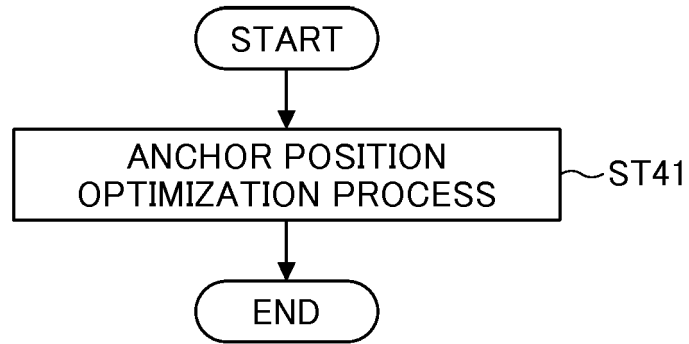 START
ANCHOR POSITION
OPTIMIZATION PROCESS
ST41
END